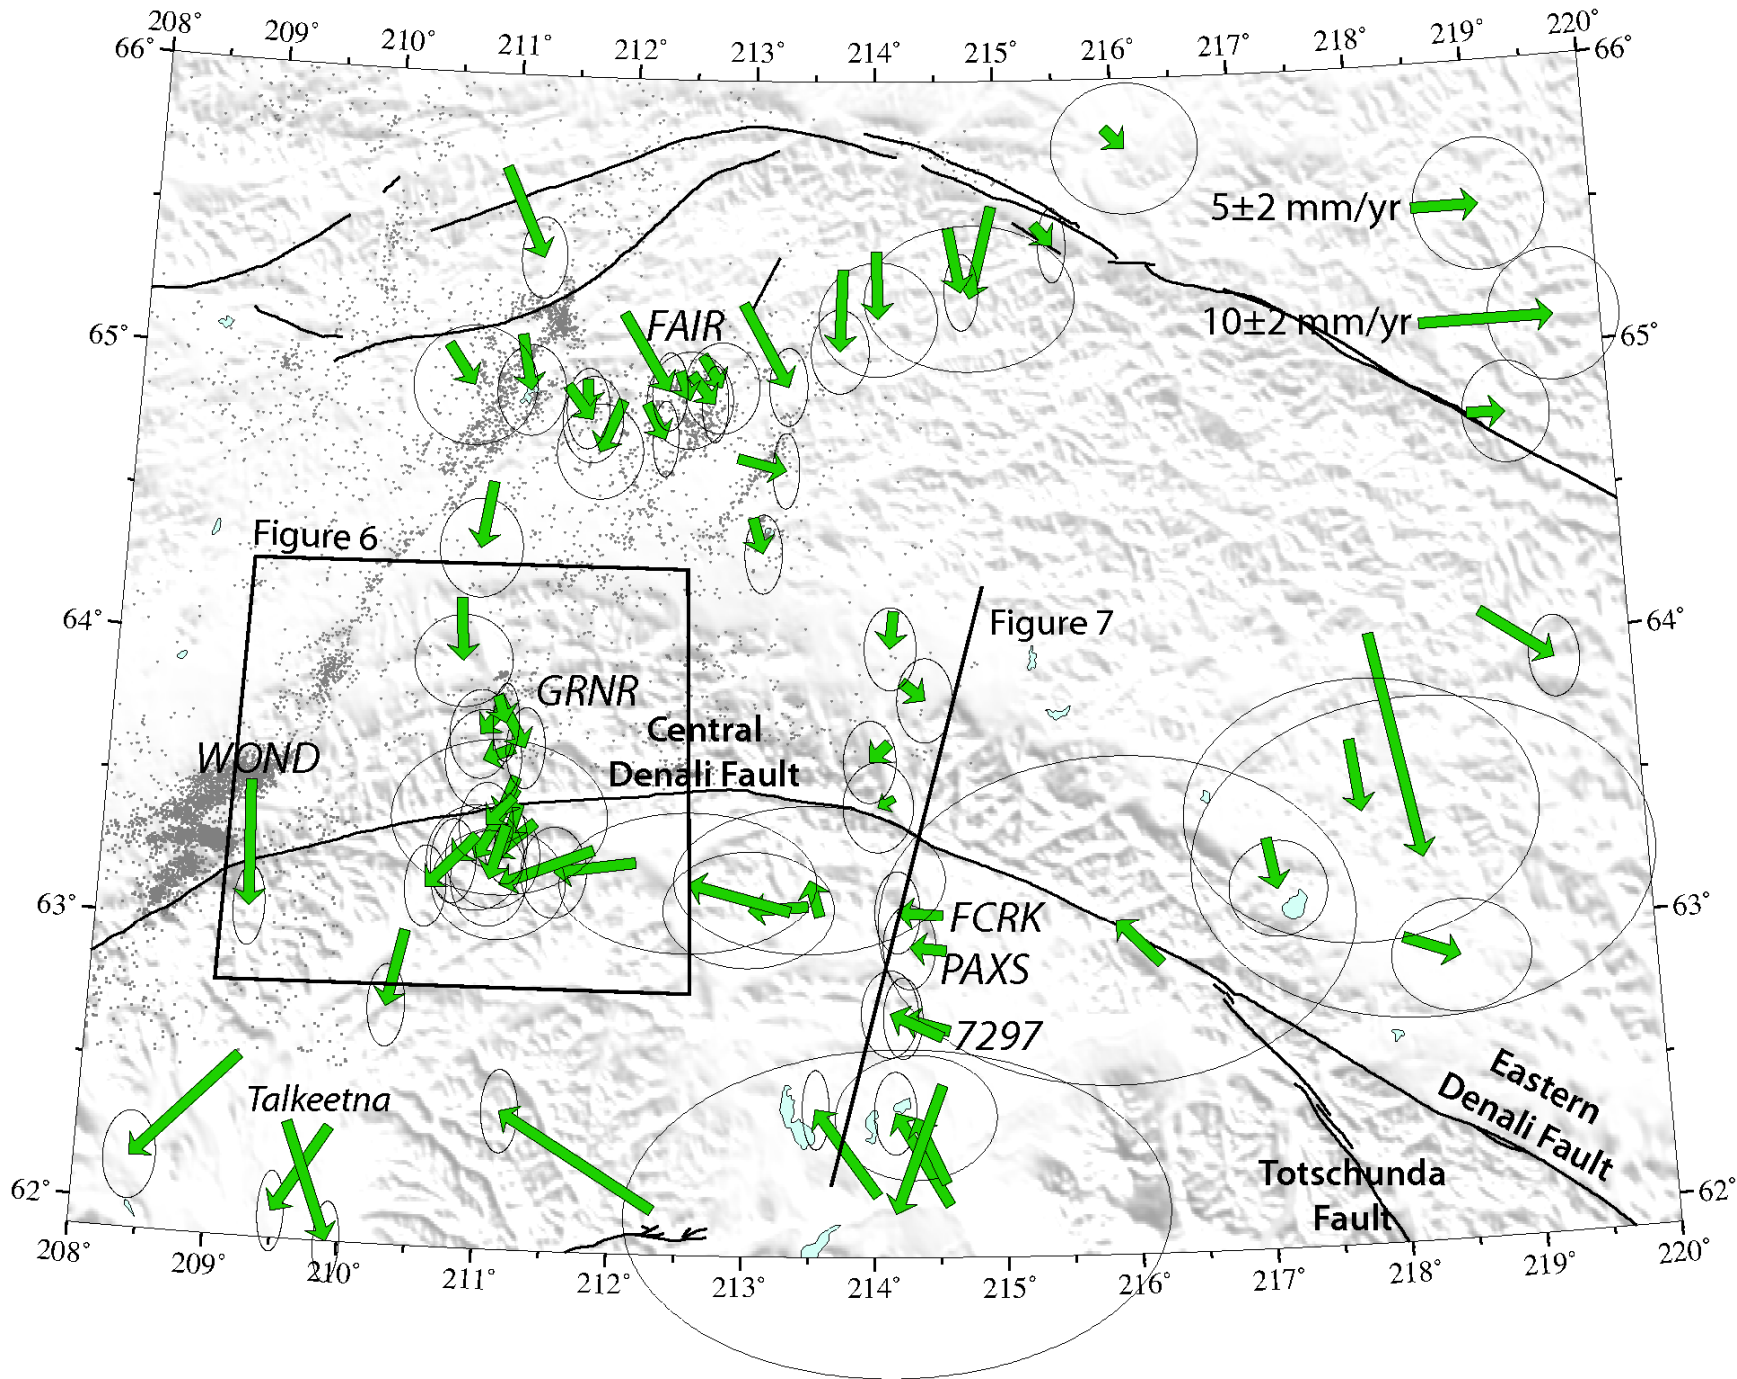 208° 209° 210° 211° 212° 213° 214° 215° 216° 217° 218° 219° 220°
66° 66°
5±2 mm/yr
10±2 mm/yr
FAIR
65° 65°
Figure 6
64° 64°
Figure 7
GRNR
Central
Denali Fault
WOND
63° 63°
FCRK
PAXS
7297
Talkeetna
Eastern
Denali Fault
Totschunda
Fault
62° 62°
208° 209° 210° 211° 212° 213° 214° 215° 216° 217° 218° 219° 220°